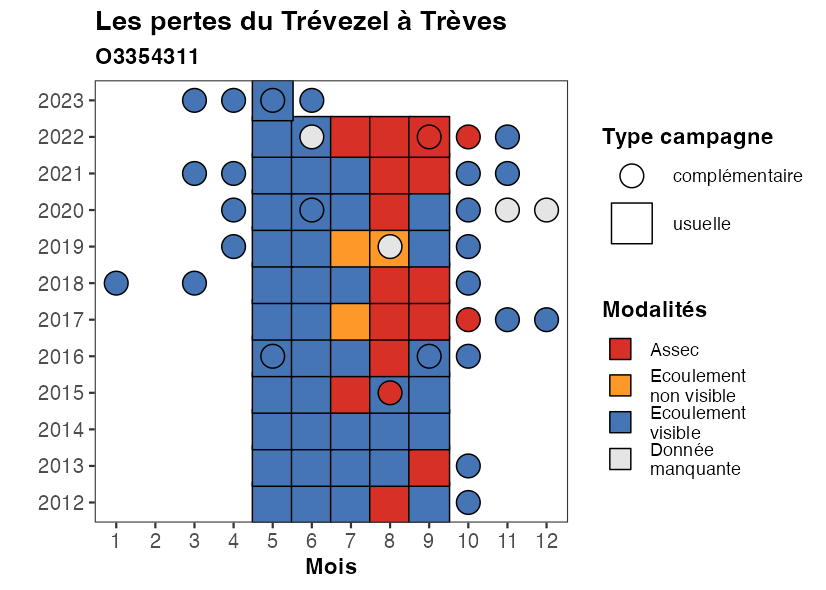 Les pertes du Trévezel à Trèves
O3354311
2023
2022
2021
2020
2019
2018
2017
2016
2015
2014
2013
2012
1 2 3 4 5 6 7 8 9 10 11 12
Mois
Type campagne
complémentaire
usuelle
Modalités
Assec
Ecoulement
non visible
Ecoulement
visible
Donnée
manquante